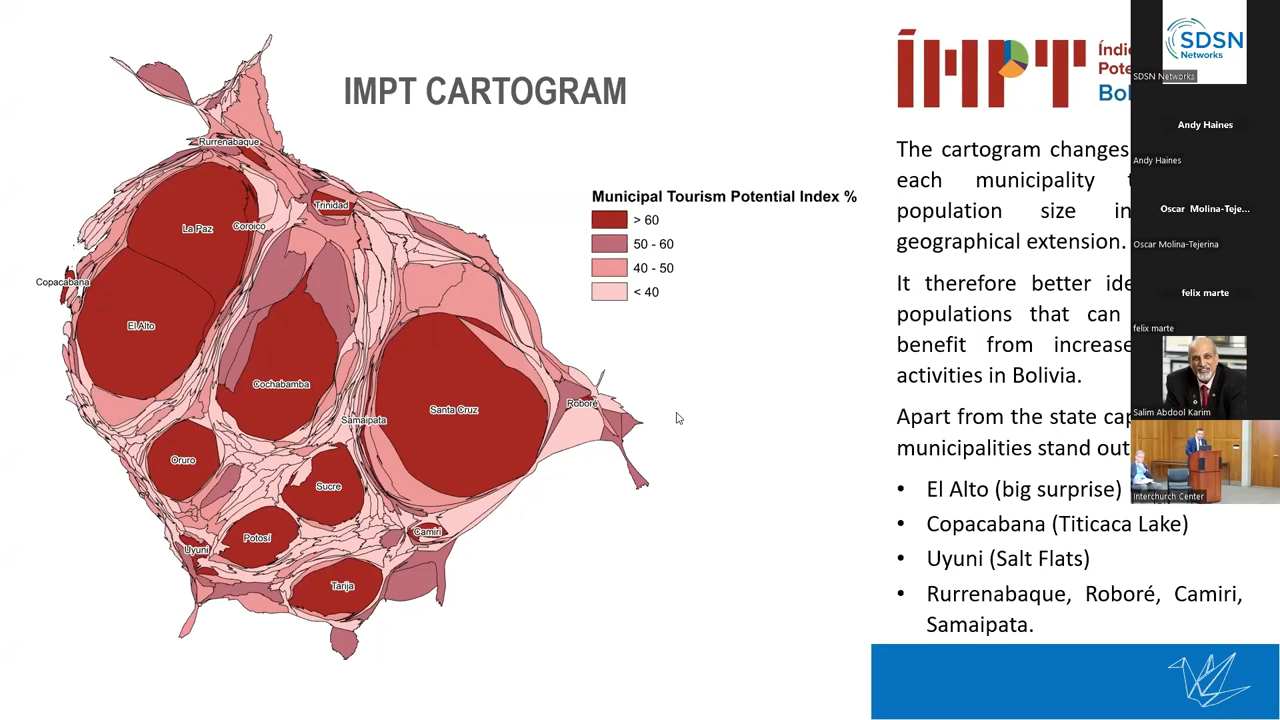 IMPT CARTOGRAM
Rurrenabaque
Trinidad
La Paz
Coroico
Copacabana
El Alto
Cochabamba
Samaipata
Santa Cruz
Roboré
Oruro
Sucre
Potosí
Camiri
Uyuni
Tarija
Municipal Tourism Potential Index %
> 60
50 - 60
40 - 50
< 40
ÍMPT
Bol
The cartogram changes
each municipality
population size in
geographical extension.
It therefore better
populations that can
benefit from
activities in Bolivia.
Apart from the state
municipalities stand out
• El Alto (big surprise)
• Copacabana (Titicaca Lake)
• Uyuni (Salt Flats)
• Rurrenabaque, Roboré, Camiri,
Samaipata.
SDSN
Networks
SDSN Networks
Andy Haines
Andy Haines
Oscar Molina-Teje...
Oscar Molina-Tejerina
felix marte
felix marte
Salim Abdool Karim
Interchurch Center